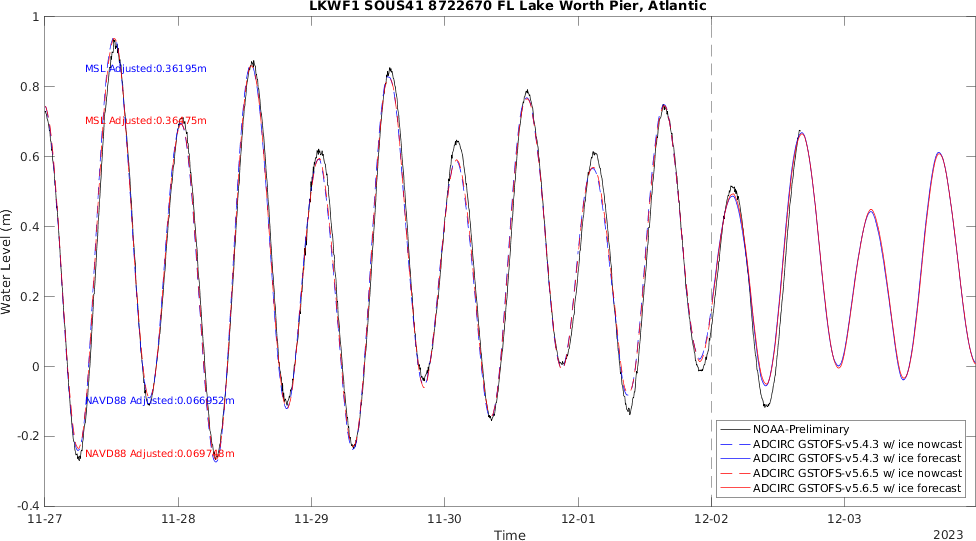 LKWF1 SOUS41 8722670 FL Lake Worth Pier, Atlantic
1
0.8
0.6
0.4
0.2
0
-0.2
-0.4
Water Level (m)
MSL Adjusted:0.36195m
MSL Adjusted:0.36475m
NAVD88 Adjusted:0.066952m
NAVD88 Adjusted:
NOAA-Preliminary
ADCIRC GSTOFS-v5.4.3 w/ ice nowcast
ADCIRC GSTOFS-v5.4.3 w/ ice forecast
ADCIRC GSTOFS-v5.6.5 w/ ice nowcast
ADCIRC GSTOFS-v5.6.5 w/ ice forecast
11-27 11-28 11-29 11-30 12-01 12-02 12-03
Time
2023